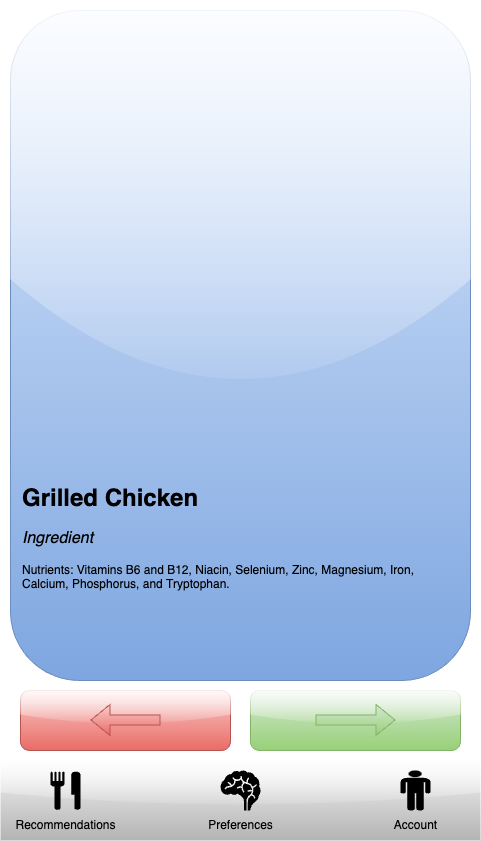 Grilled Chicken
Ingredient
Nutrients: Vitamins B6 and B12, Niacin, Selenium, Zinc, Magnesium, Iron,
Calcium, Phosphorus, and Tryptophan.
Recommendations
Preferences
Account